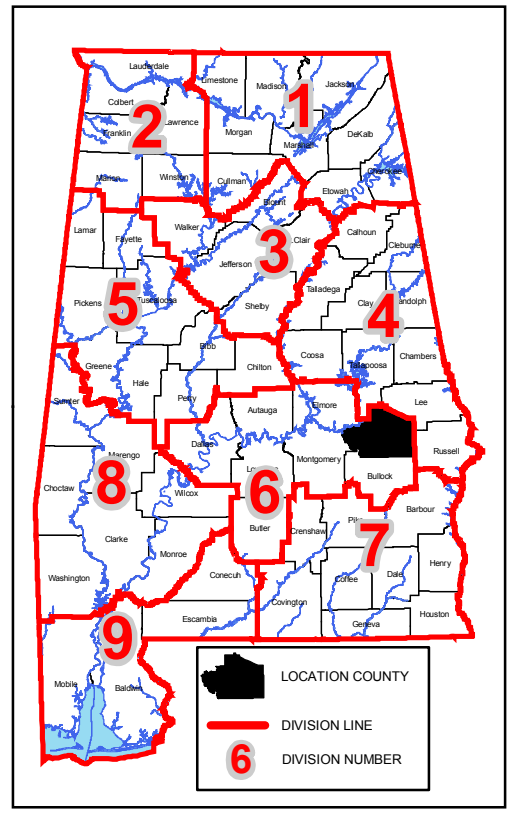 Lauderdale
Limestone
Madison
Jackson
1
Colbert
2
Lawrence
Franklin
Morgan
Marshall
DeKalb
Marion
Winston
Cullman
Cherokee
Etowah
Blount
Lamar
Fayette
Walker
3
St. Clair
Calhoun
Cleburne
Jefferson
Talladega
Pickens
5
Tuscaloosa
Shelby
Clay
Randolph
4
Bibb
Greene
Hale
Chilton
Coosa
Tallapoosa
Chambers
Perry
Sumter
Autauga
Elmore
Lee
Dallas
Marengo
Montgomery
Russell
Choctaw
8
Wilcox
Lowndes
6
Bullock
Barbour
Clarke
Butler
Crenshaw
Pike
7
Monroe
Washington
Conecuh
Coffee
Dale
Henry
Covington
Escambia
Geneva
Houston
9
Mobile
Baldwin
LOCATION COUNTY
DIVISION LINE
6 DIVISION NUMBER